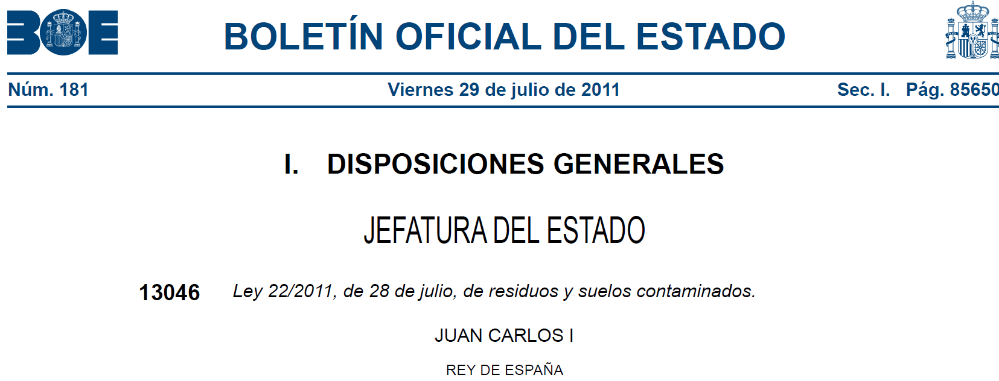 BOE
BOLETÍN OFICIAL DEL ESTADO
Núm. 181 Viernes 29 de julio de 2011 Sec. I. Pág. 85650
I. DISPOSICIONES GENERALES
JEFATURA DEL ESTADO
13046 Ley 22/2011, de 28 de julio, de residuos y suelos contaminados.
JUAN CARLOS I
REY DE ESPAÑA